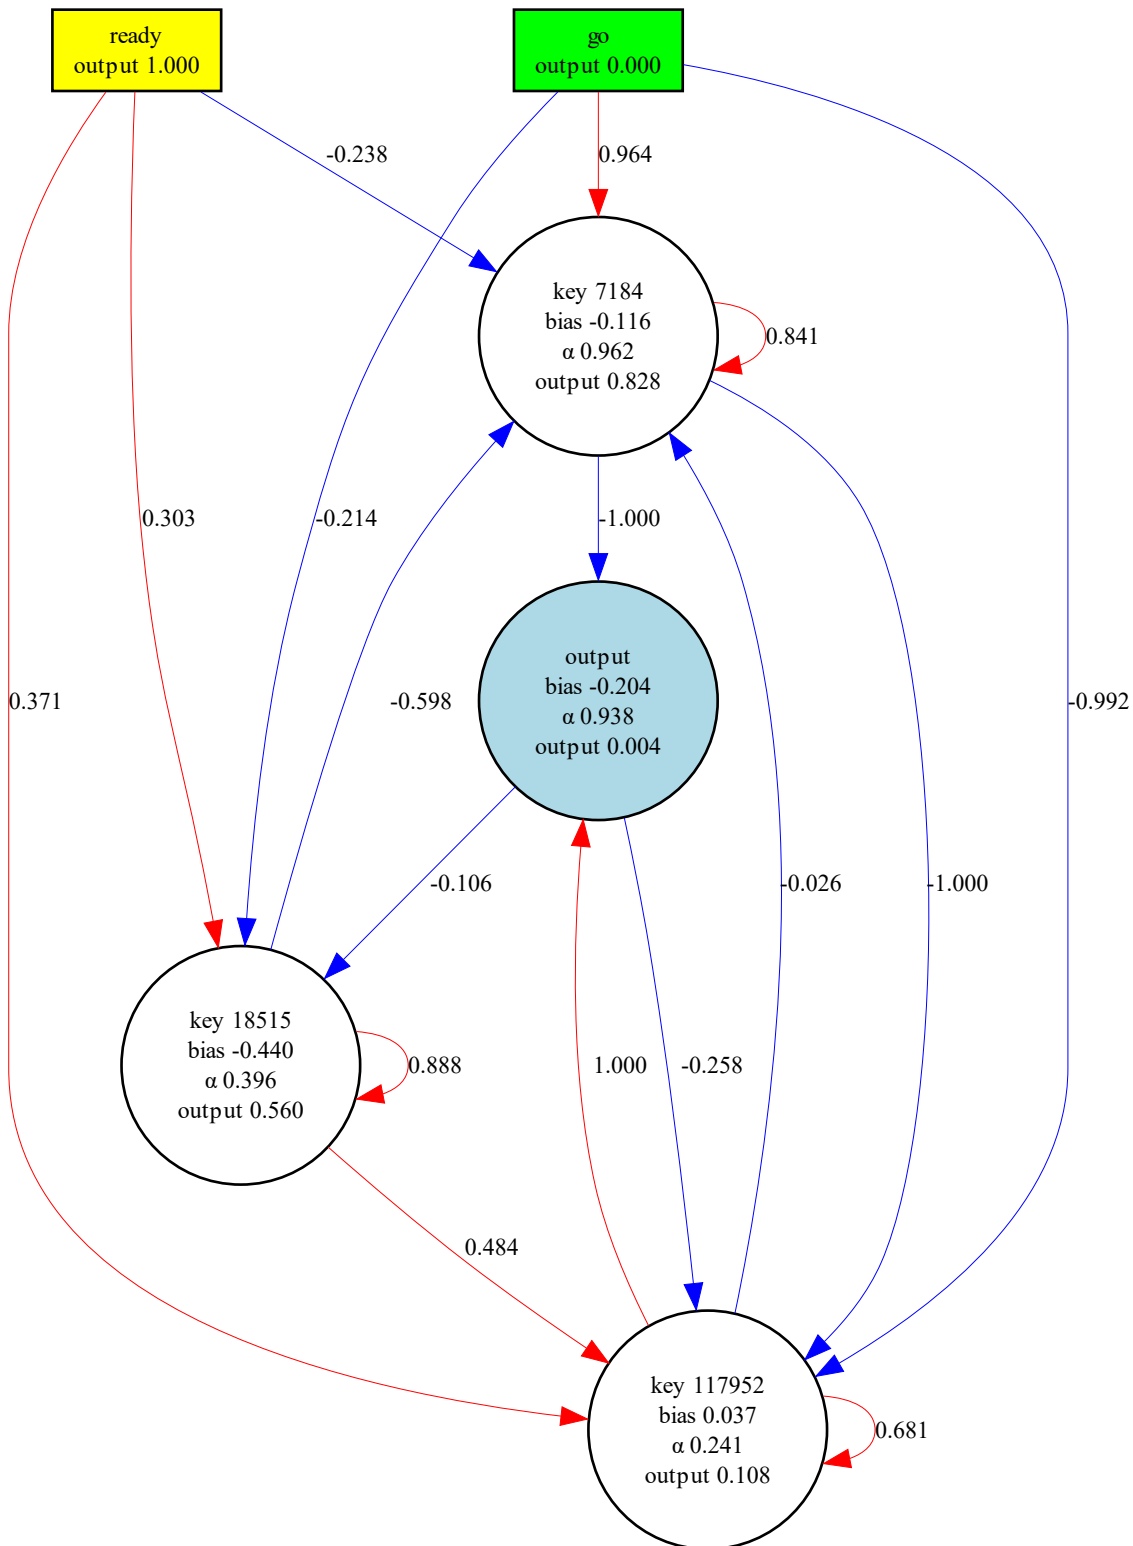 ready
output 1.000
go
output 0.000
-0.238
0.964
key 7184
bias -0.116
α 0.962
output 0.828
0.841
0.303
-0.214
-1.000
output
bias -0.204
α 0.938
output 0.004
0.371
-0.598
-0.992
-0.106
-0.026
-1.000
key 18515
bias -0.440
α 0.396
output 0.560
0.888
1.000
-0.258
0.484
key 117952
bias 0.037
α 0.241
output 0.108
0.681